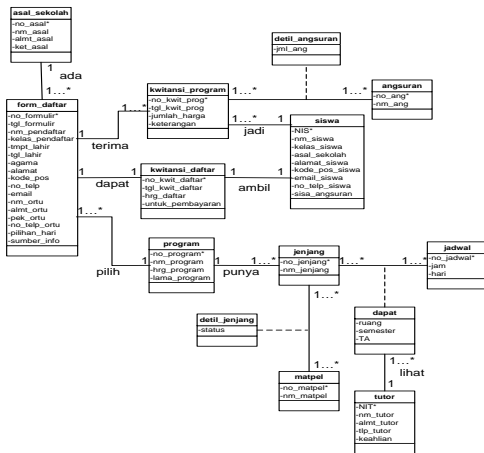 asal_sekolah
-no_asal*
-nm_asal
-almt_asal
-ket_asal
1
ada
1...*
form_daftar
-no_formulir*
-tgl_formulir
-nm_pendaftar
-kelas_pendaftar
-tmpt_lahir
-tgl_lahir
-agama
-alamat
-kode_pos
-no_telp
-email
-nm_ortu
-almt_ortu
-pek_ortu
-no_telp_ortu
-pilihan_hari
-sumber_info
1
terima
1...*
kwitansi_program
-no_kwit_prog*
-tgl_kwit_prog
-jumlah_harga
-keterangan
1...*
1...*
detil_angsuran
-jml_ang
angsuran
-no_ang*
-nm_ang
1...*
jadi
1
siswa
-NIS*
-nm_siswa
-kelas_siswa
-asal_sekolah
-alamat_siswa
-kode_pos_siswa
-email_siswa
-no_telp_siswa
-sisa_angsuran
1
dapat
1
kwitansi_daftar
-no_kwit_daftar*
-tgl_kwit_daftar
-hrg_daftar
-untuk_pembayaran
1
ambil
1
1...*
pilih
1
program
-no_program*
-nm_program
-hrg_program
-lama_program
1
punya
1...*
jenjang
-no_jenjang*
-nm_jenjang
1...*
1...*
jadwal
-no_jadwal*
-jam
-hari
1...*
detil_jenjang
-status
1...*
matpel
-no_matpel*
-nm_matpel
dapat
-ruang
-semester
-TA
1...*
lihat
1
tutor
-NIT*
-nm_tutor
-almt_tutor
-tlp_tutor
-keahlian